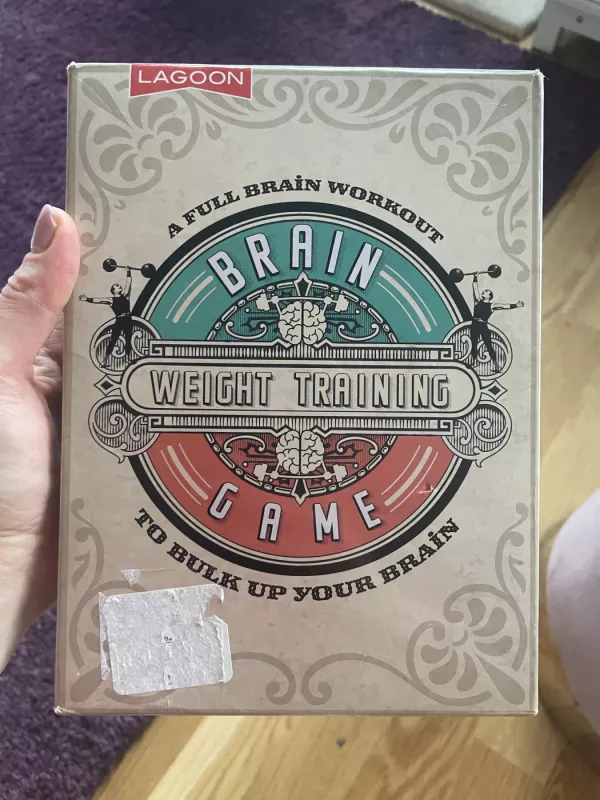 LAGOON
A FULL BRAiN WORKOUT
BRAIN
WEIGHT TRAINING
GAME
TO BULK UP YOUR BRAiN